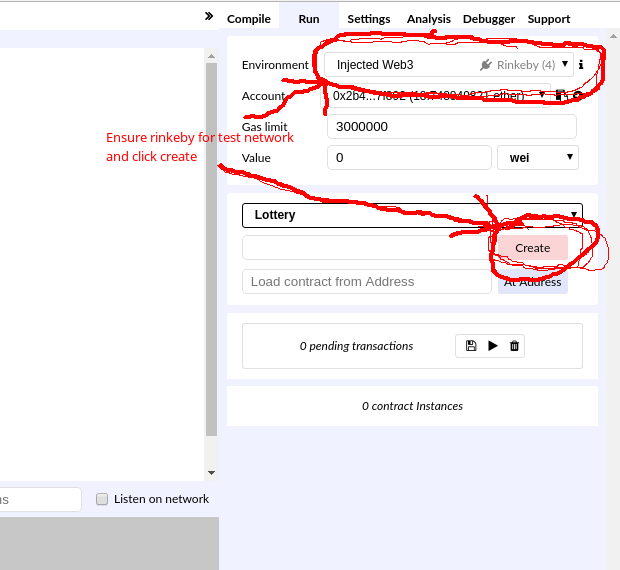 Compile Run Settings Analysis Debugger Support
Environment Injected Web3 Rinkeby (4)
Account
Gas limit 3000000
Ensure rinkeby for test network
and click create
Value 0 wei
Lottery
Create
Load contract from Address At Address
0 pending transactions
0 contract Instances
Listen on network